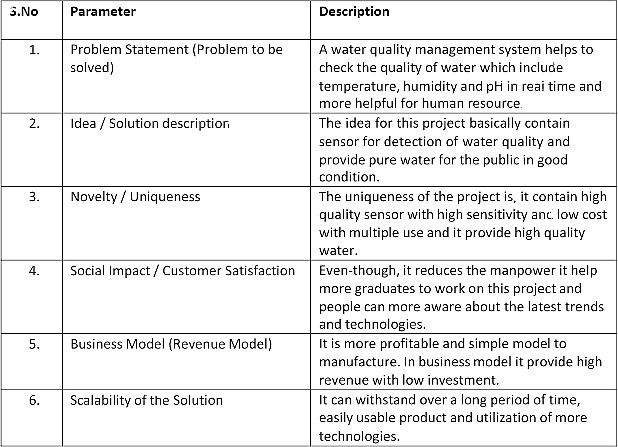 S.No Parameter Description
1. Problem Statement (Problem to be A water quality management system helps to
solved) check the quality of water which include
temperature, humidity and pH in real time and
more helpful for human resource.
2. Idea / Solution description The idea for this project basically contain
sensor for detection of water quality and
provide pure water for the public in good
condition.
3. Novelty / Uniqueness The uniqueness of the project is, it contain high
quality sensor with high sensitivity and low cost
with multiple use and it provide high quality
water.
4. Social Impact / Customer Satisfaction Even-though, it reduces the manpower it help
more graduates to work on this project and
people can more aware about the latest trends
and technologies.
5. Business Model (Revenue Model) It is more profitable and simple model to
manufacture. In business model it provide high
revenue with low investment.
6. Scalability of the Solution It can withstand over a long period of time,
easily usable product and utilization of more
technologies.